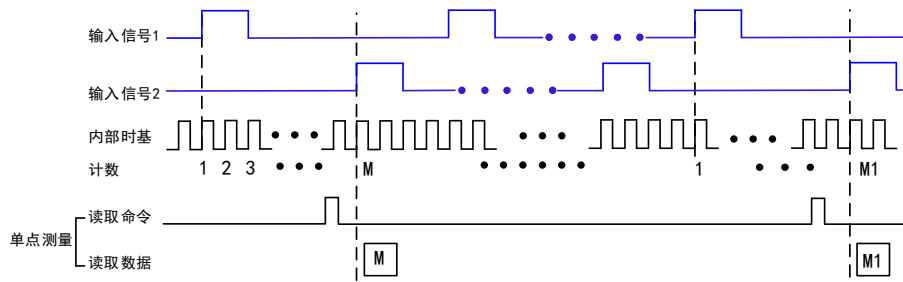 输入信号1
输入信号2
内部时基
计数 1 2 3 M 1 M1
读取命令
单点测量
读取数据 M M1